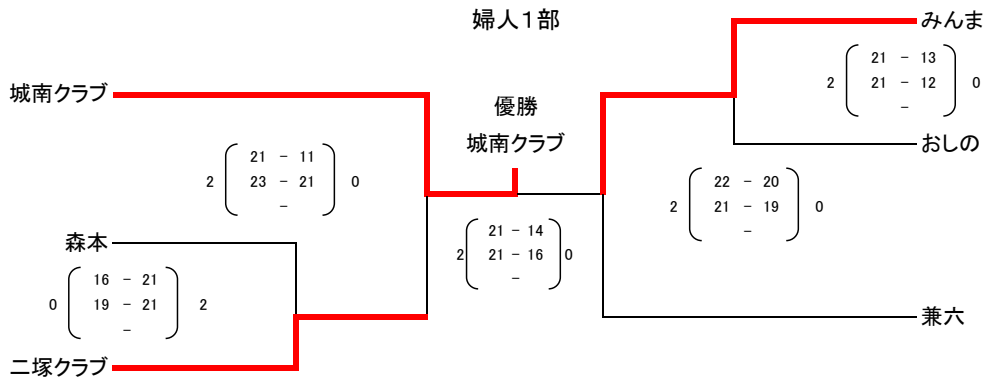 婦人１部
みんま
21 - 13
2 21 - 12 0
-
おしの
城南クラブ
優勝
城南クラブ
21 - 11
2 23 - 21 0
-
22 - 20
2 21 - 19 0
-
森本
21 - 14
2 21 - 16 0
-
16 - 21
0 19 - 21 2
-
兼六
二塚クラブ